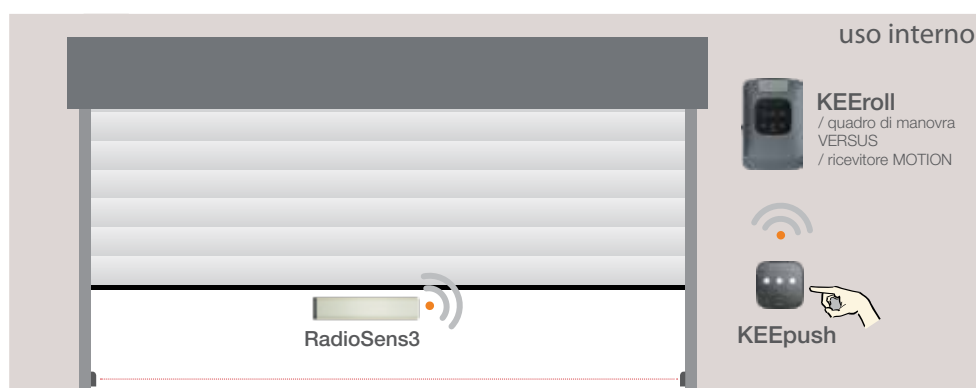 uso interno
KEEroll
/ quadro di manovra
VERSUS
/ ricevitore MOTION
RadioSens3
KEEpush